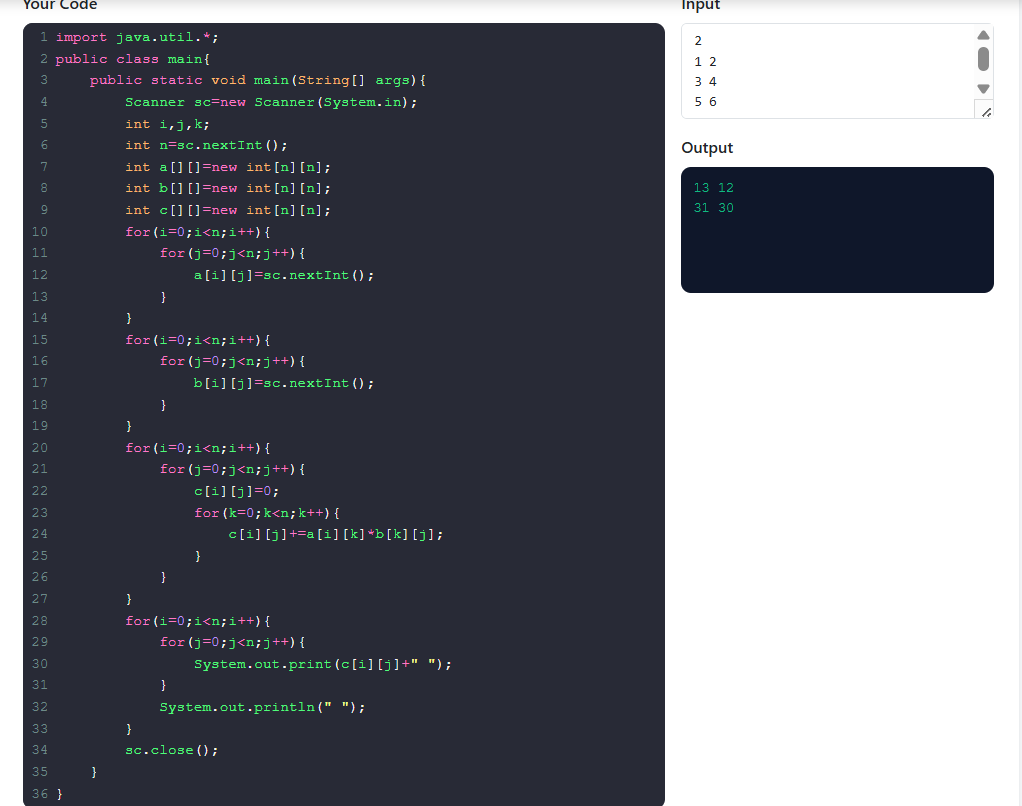 Your Code
1 import java.util.*;
2 public class main{
3     public static void main(String[] args){
4         Scanner sc=new Scanner(System.in);
5         int i,j,k;
6         int n=sc.nextInt();
7         int a[][]=new int[n][n];
8         int b[][]=new int[n][n];
9         int c[][]=new int[n][n];
10         for(i=0;i<n;i++){
11             for(j=0;j<n;j++){
12                 a[i][j]=sc.nextInt();
13             }
14         }
15         for(i=0;i<n;i++){
16             for(j=0;j<n;j++){
17                 b[i][j]=sc.nextInt();
18             }
19         }
20         for(i=0;i<n;i++){
21             for(j=0;j<n;j++){
22                 c[i][j]=0;
23                 for(k=0;k<n;k++){
24                     c[i][j]+=a[i][k]*b[k][j];
25                 }
26             }
27         }
28         for(i=0;i<n;i++){
29             for(j=0;j<n;j++){
30                 System.out.print(c[i][j]+" ");
31             }
32             System.out.println(" ");
33         }
34         sc.close();
35     }
36 }
Input
2
1 2
3 4
5 6
Output
13 12
31 30